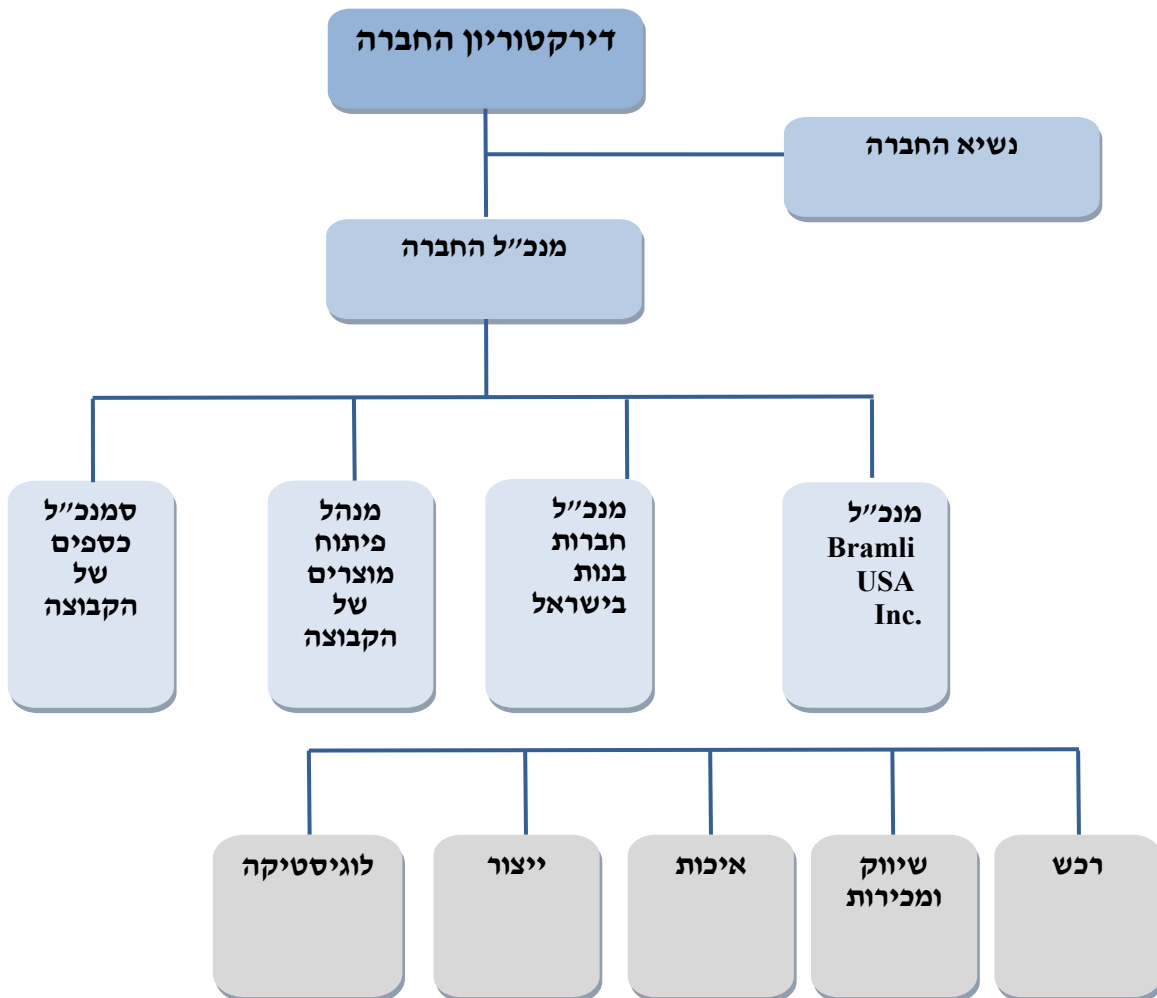 דירקטוריון החברה
נשיא החברה
מנכ״ל החברה
מנכ״ל
Bramli
USA
Inc.
מנכ״ל
חברות
בנות
בישראל
מנהל
פיתוח
מוצרים
של
הקבוצה
סמנכ״ל
כספים
של
הקבוצה
רכש
שיווק
ומכירות
איכות
ייצור
לוגיסטיקה